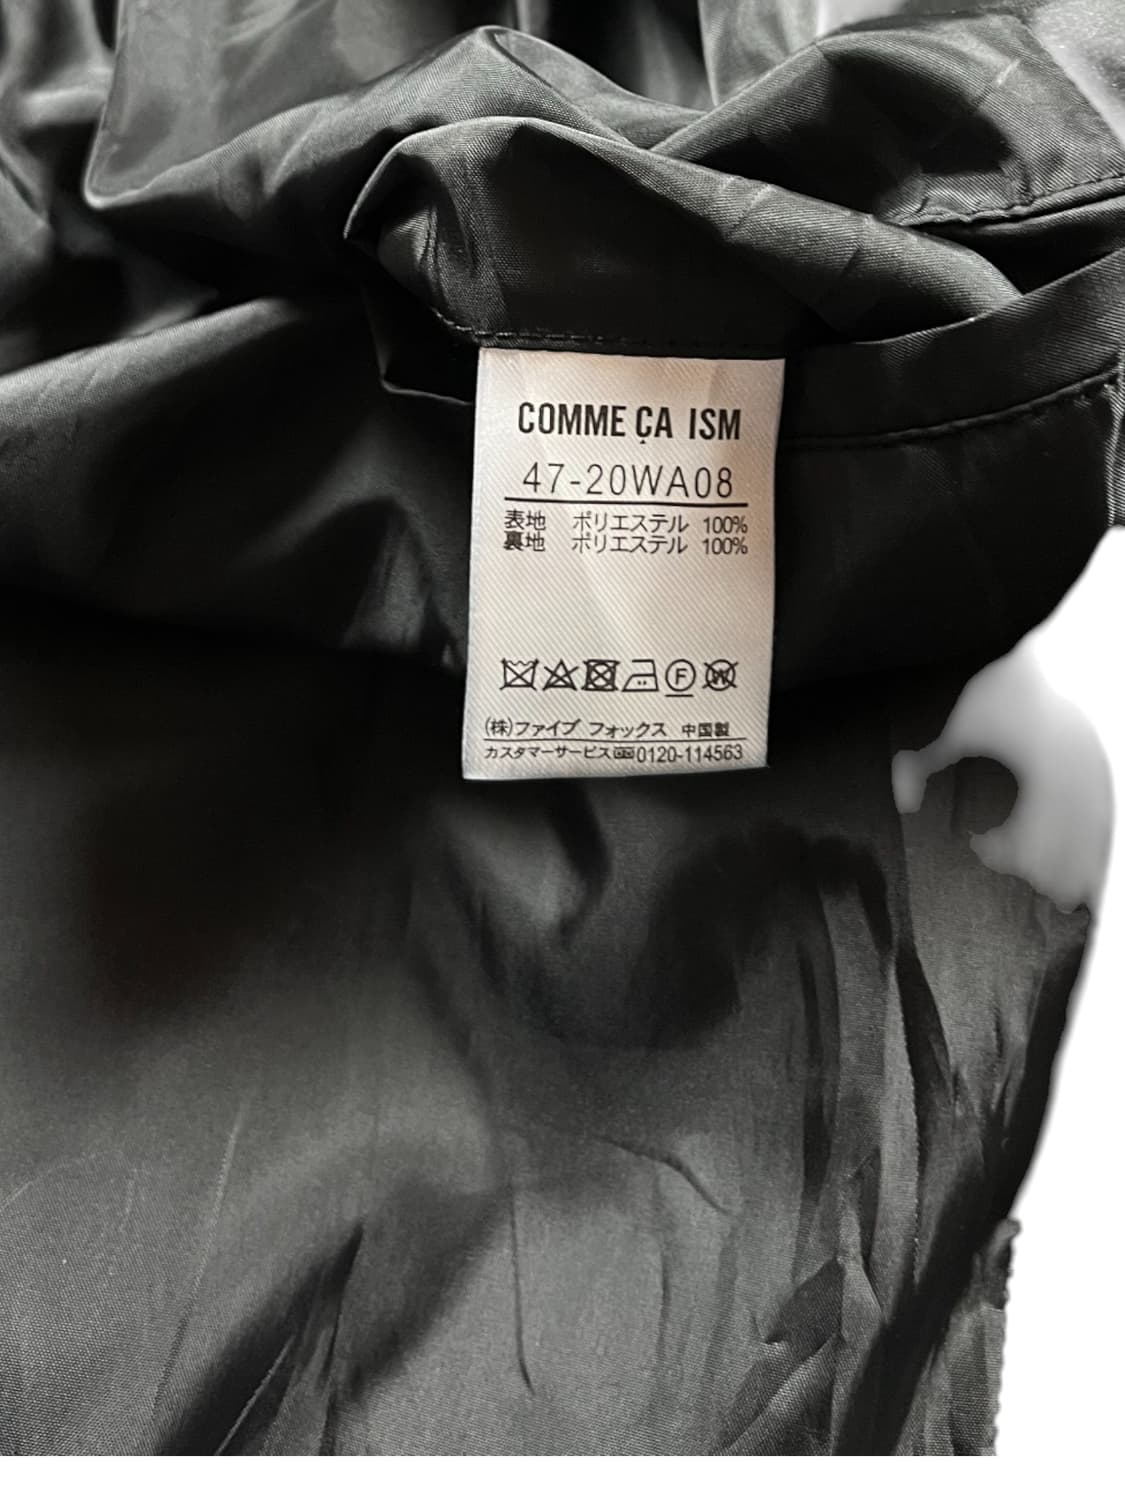 COMME ÇA ISM
47-20WA08
表地 ポリエステル 100%
裏地 ポリエステル 100%
F W
(株)ファイブ フォックス 中国製
カスタマーサービス 0120-114563